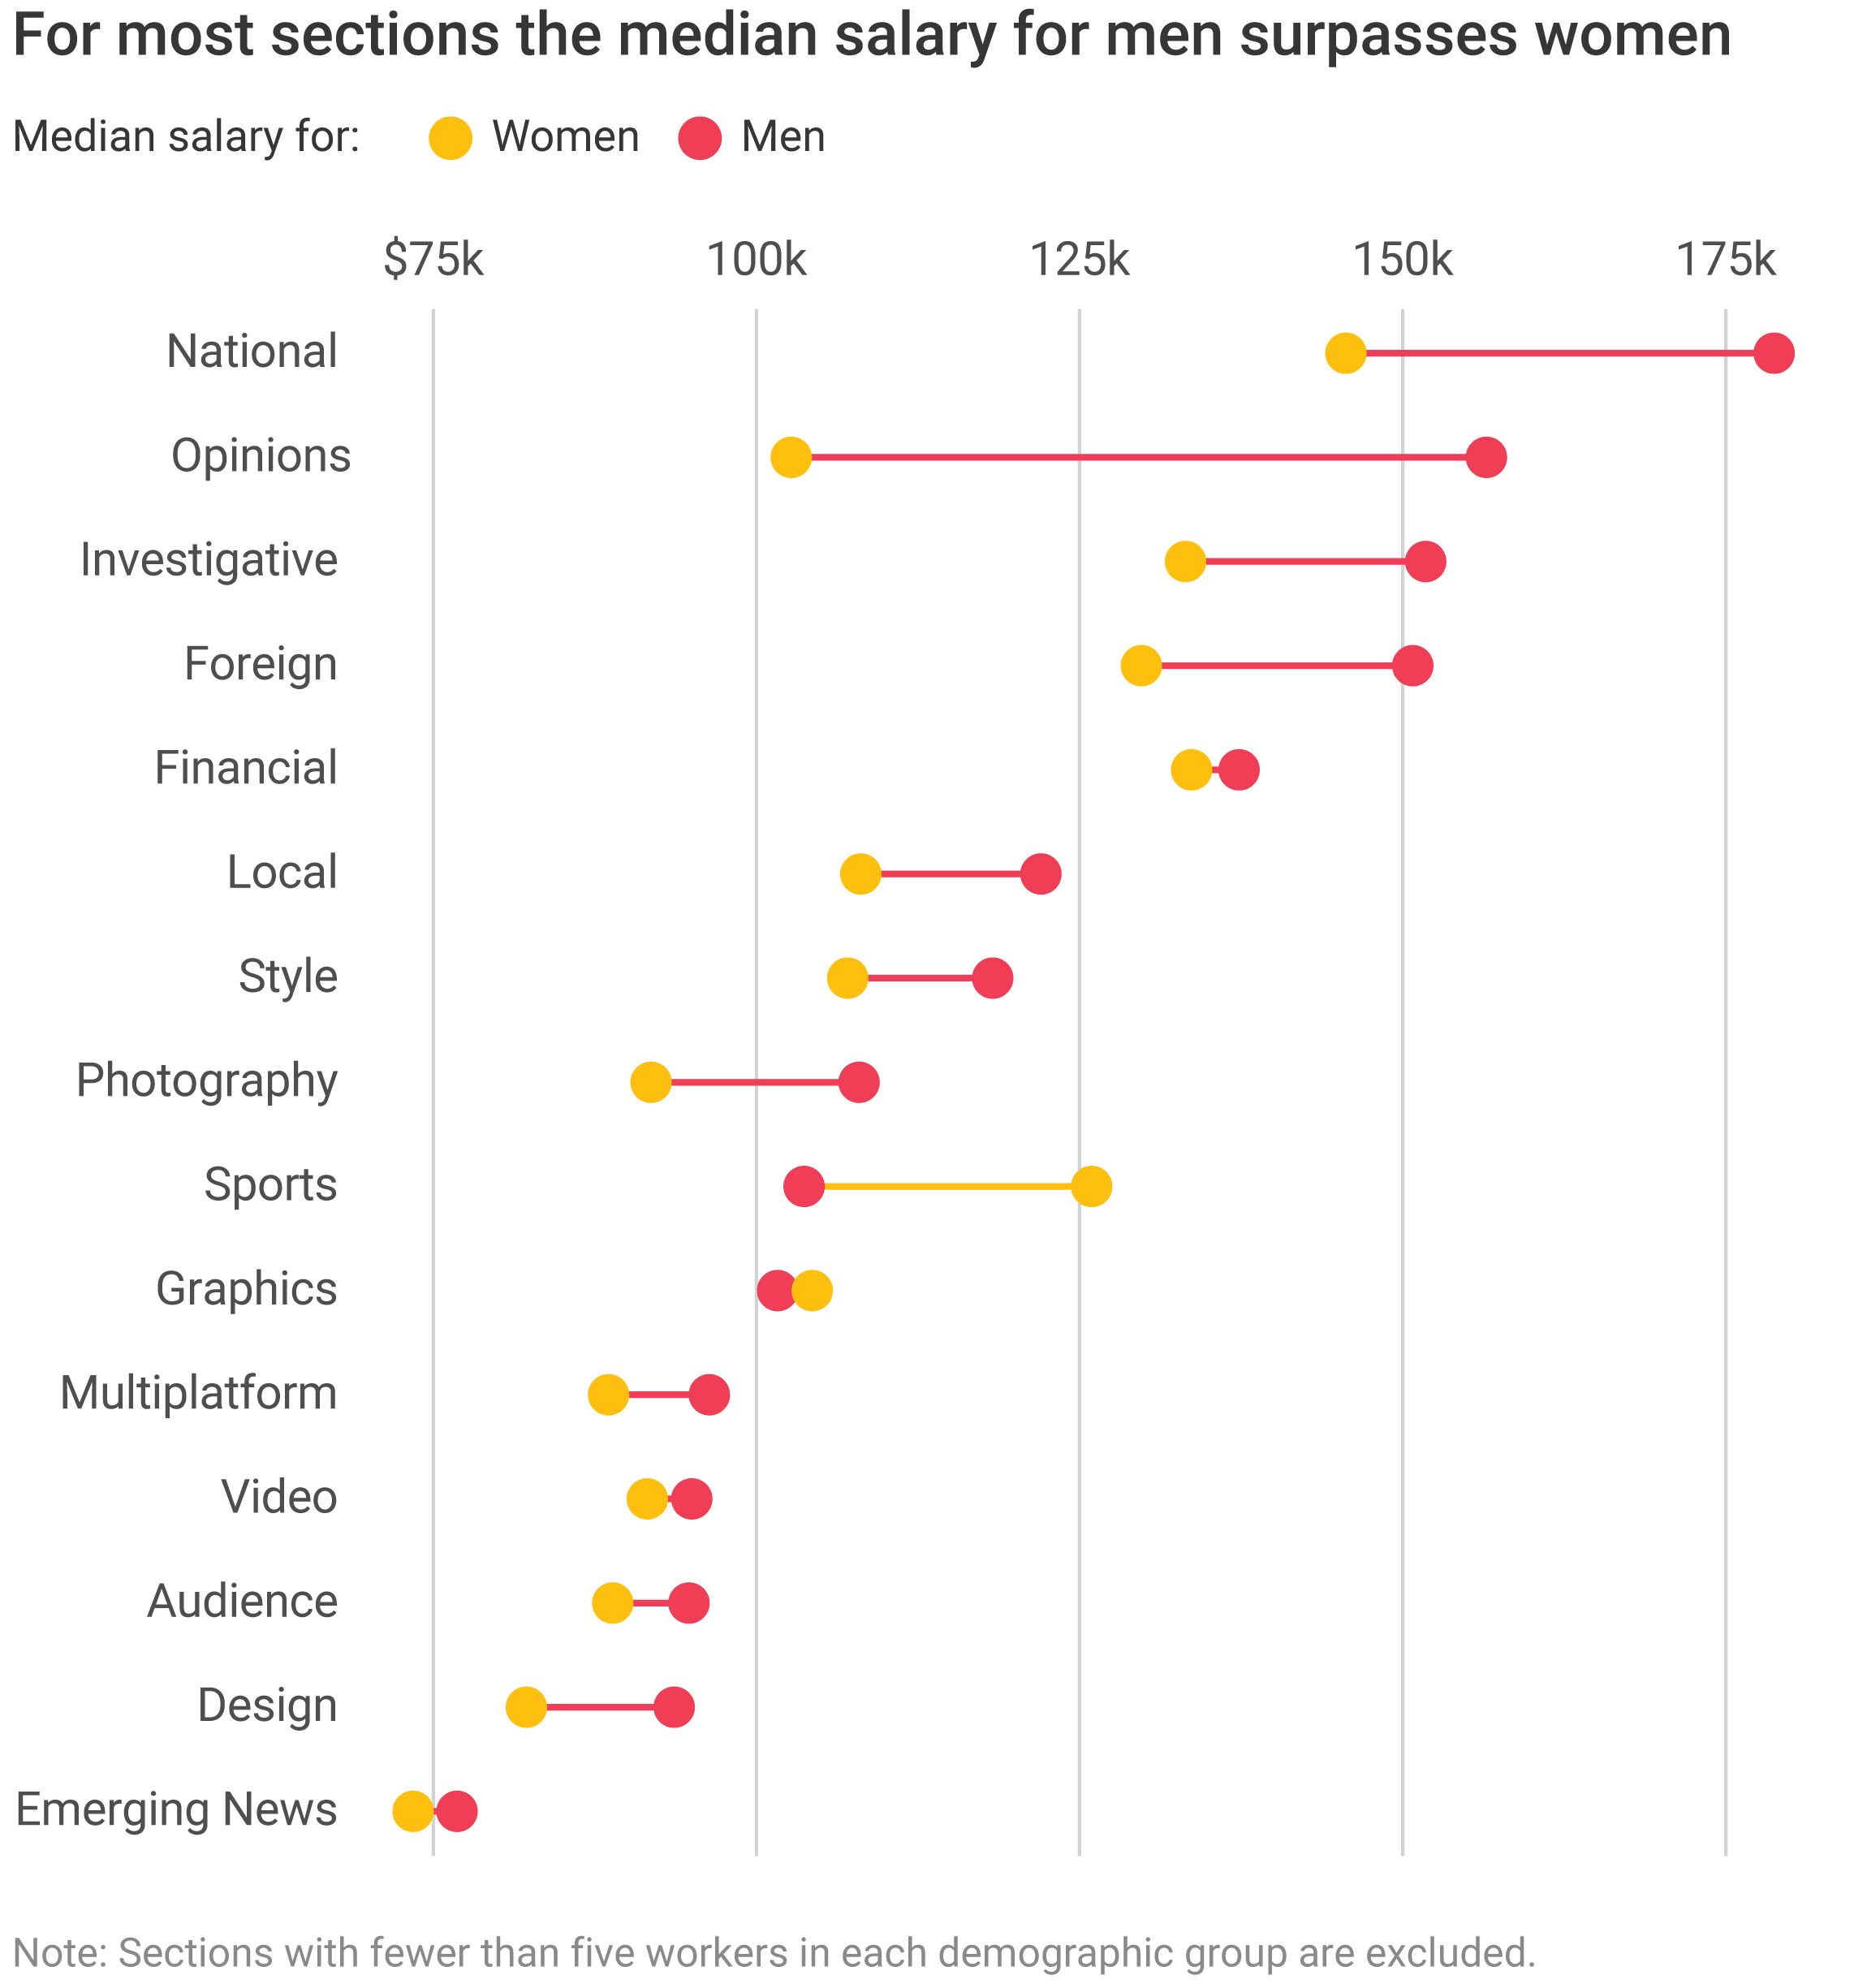 For most sections the median salary for men surpasses women
Median salary for: Women Men
$75k 100k 125k 150k 175k
National
Opinions
Investigative
Foreign
Financial
Local
Style
Photography
Sports
Graphics
Multiplatform
Video
Audience
Design
Emerging News
Note: Sections with fewer than five workers in each demographic group are excluded.